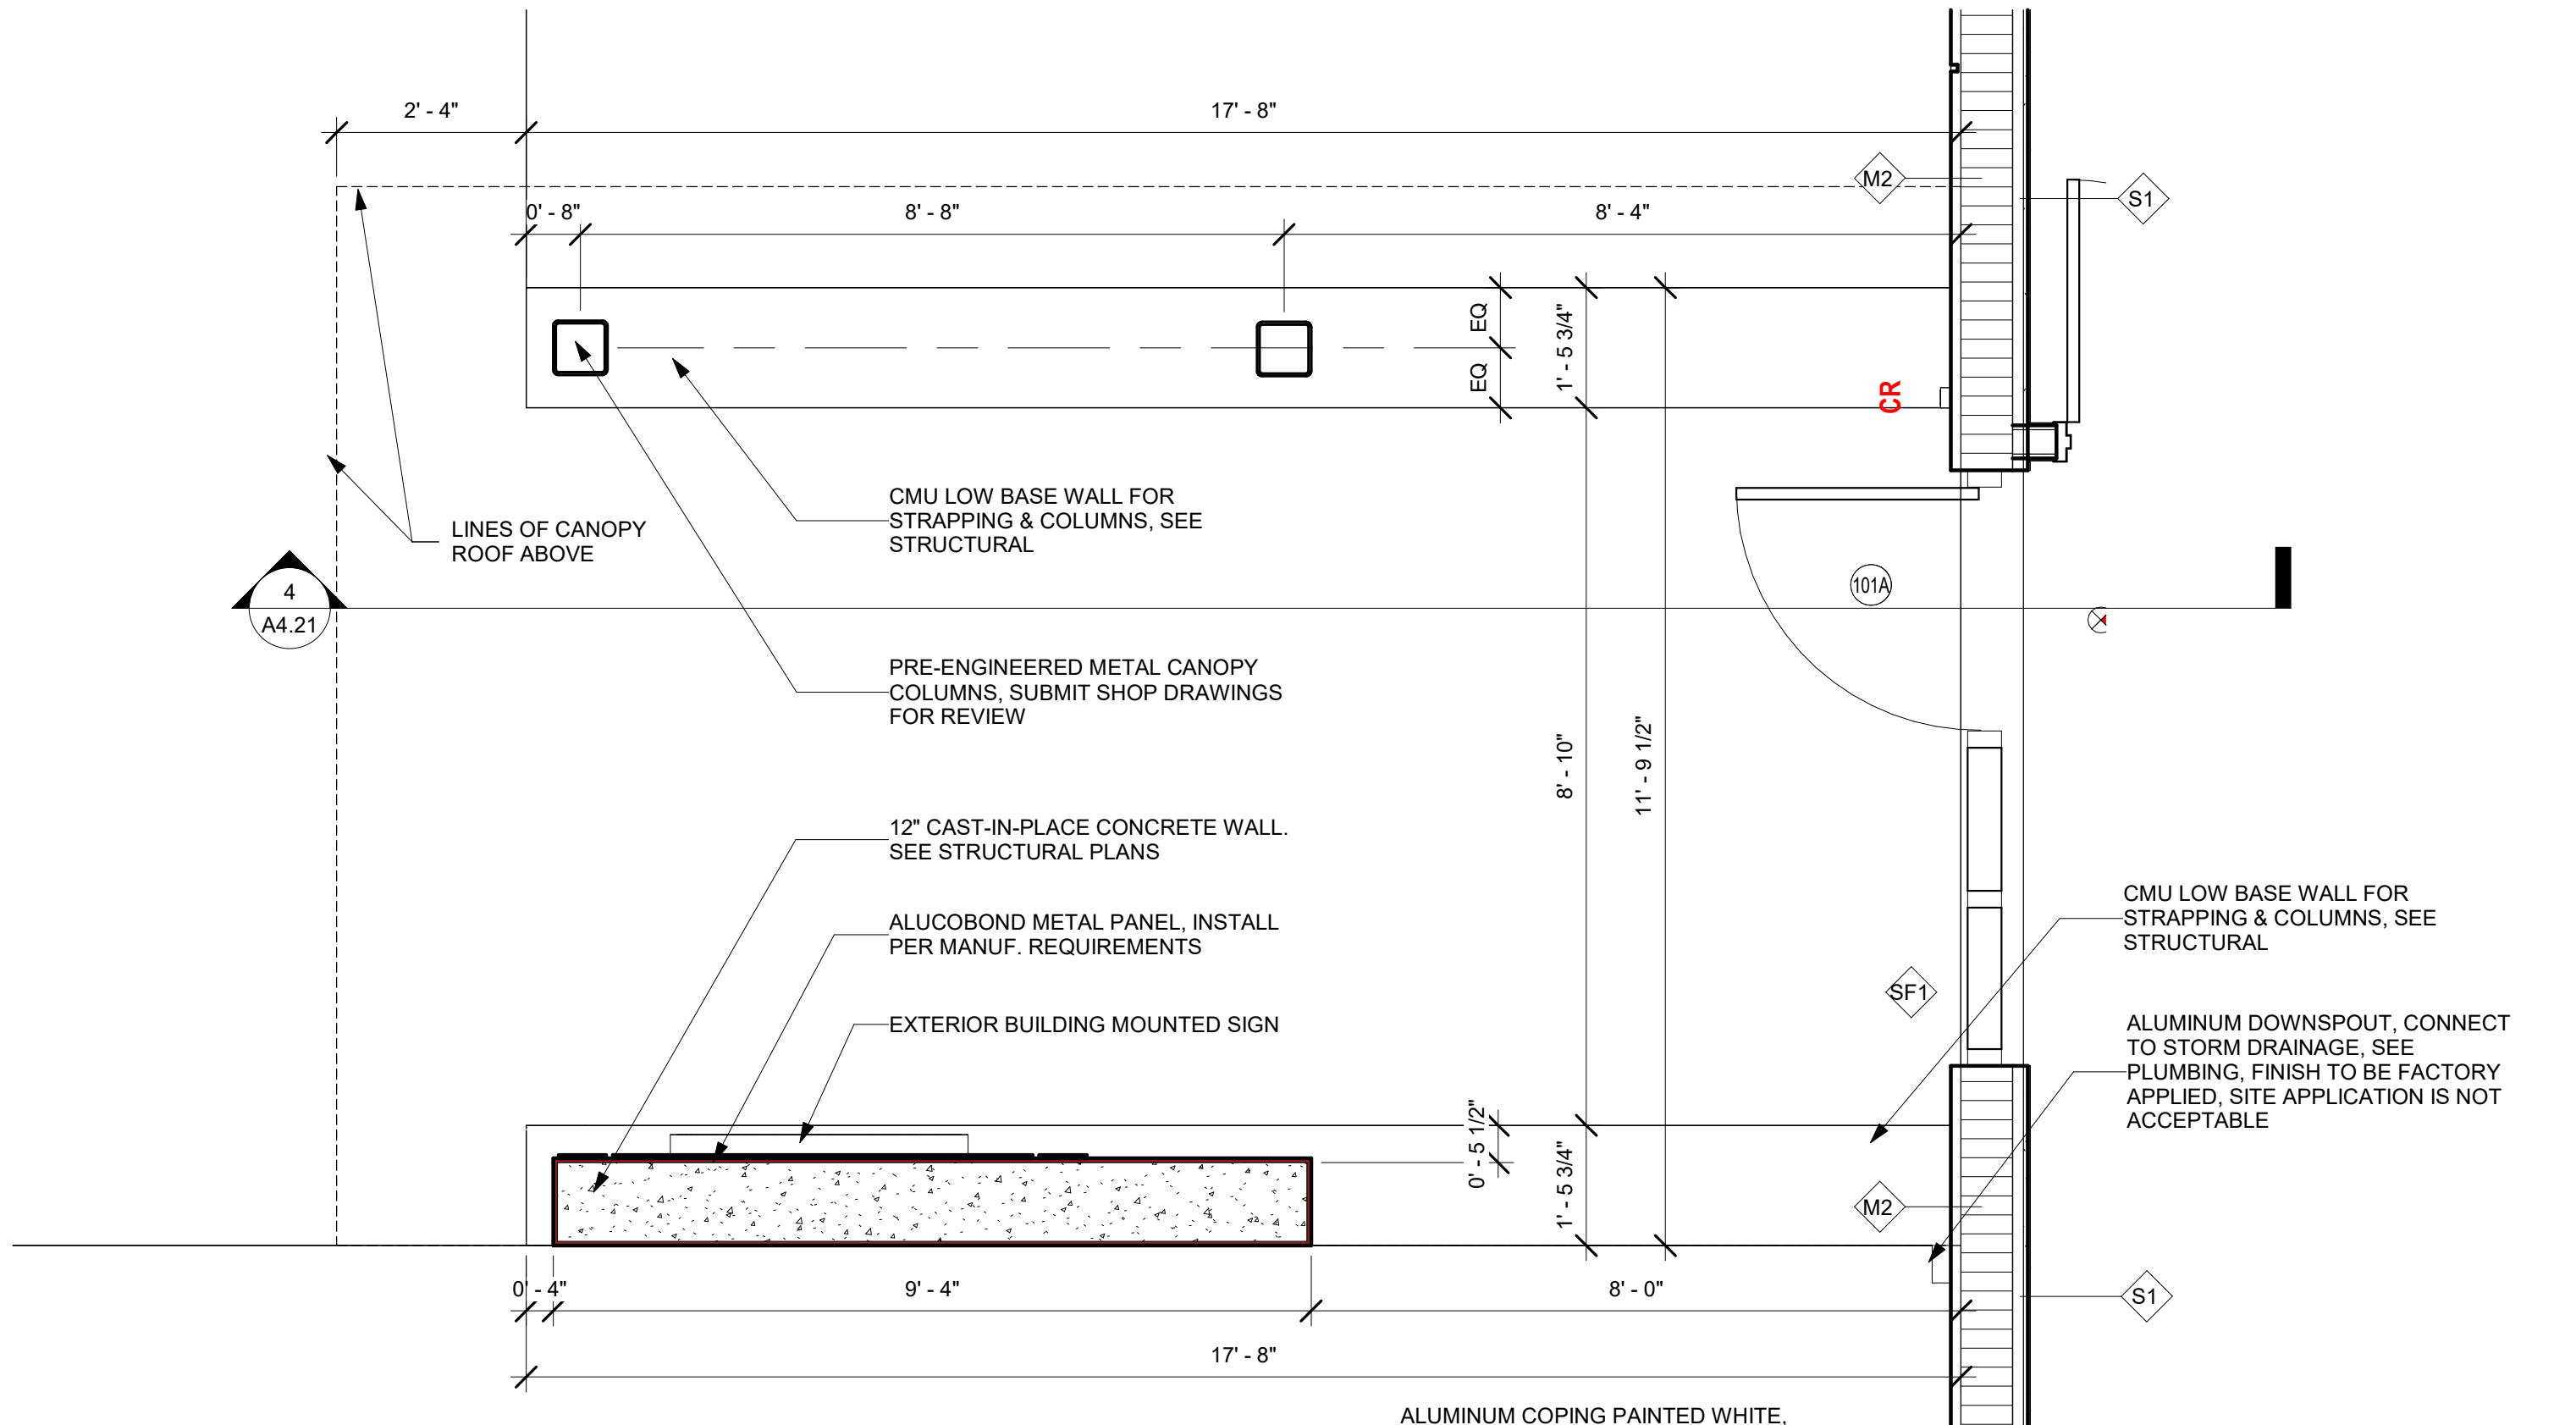 2' - 4"
17' - 8"
M2
S1
0' - 8"
8' - 8"
8' - 4"
EQ
EQ
1' - 5 3/4"
CR
CMU LOW BASE WALL FOR
STRAPPING & COLUMNS, SEE
STRUCTURAL
LINES OF CANOPY
ROOF ABOVE
4
A4.21
101A
PRE-ENGINEERED METAL CANOPY
COLUMNS, SUBMIT SHOP DRAWINGS
FOR REVIEW
8' - 10"
11' - 9 1/2"
12" CAST-IN-PLACE CONCRETE WALL.
SEE STRUCTURAL PLANS
ALUCOBOND METAL PANEL, INSTALL
PER MANUF. REQUIREMENTS
EXTERIOR BUILDING MOUNTED SIGN
CMU LOW BASE WALL FOR
STRAPPING & COLUMNS, SEE
STRUCTURAL
SF1
ALUMINUM DOWNSPOUT, CONNECT
TO STORM DRAINAGE, SEE
PLUMBING, FINISH TO BE FACTORY
APPLIED, SITE APPLICATION IS NOT
ACCEPTABLE
0' - 5 1/2"
1' - 5 3/4"
M2
S1
0' - 4"
9' - 4"
8' - 0"
17' - 8"
ALUMINUM COPING PAINTED WHITE,